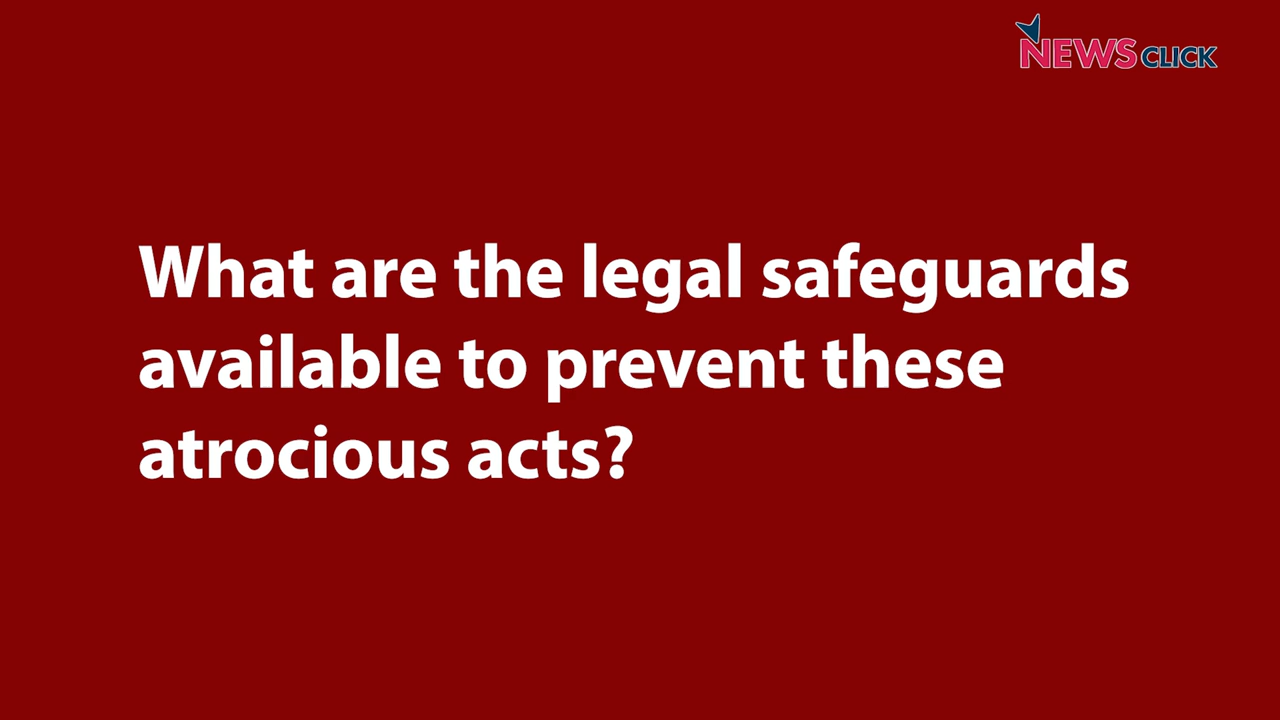 NEWSCLICK
What are the legal safeguards
available to prevent these
atrocious acts?